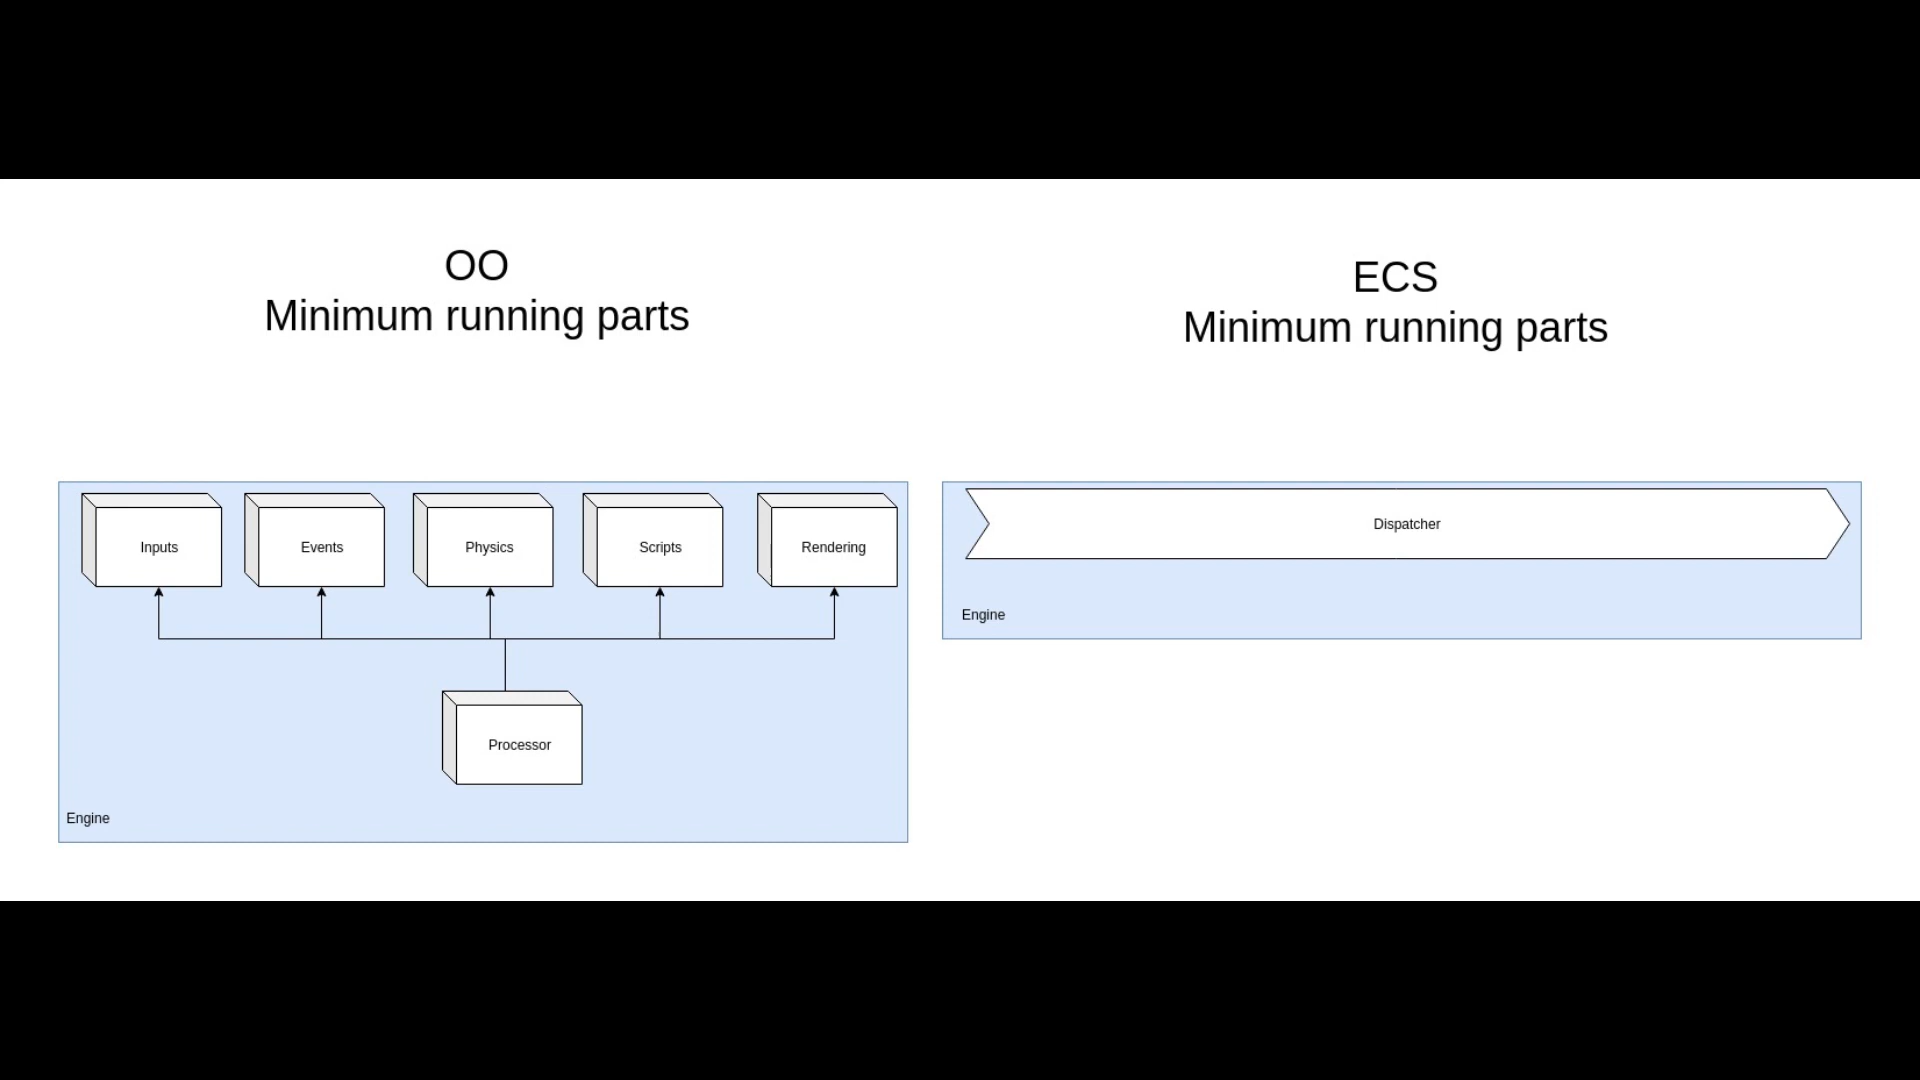 OO
Minimum running parts
ECS
Minimum running parts
Inputs
Events
Physics
Scripts
Rendering
Processor
Engine
Dispatcher
Engine